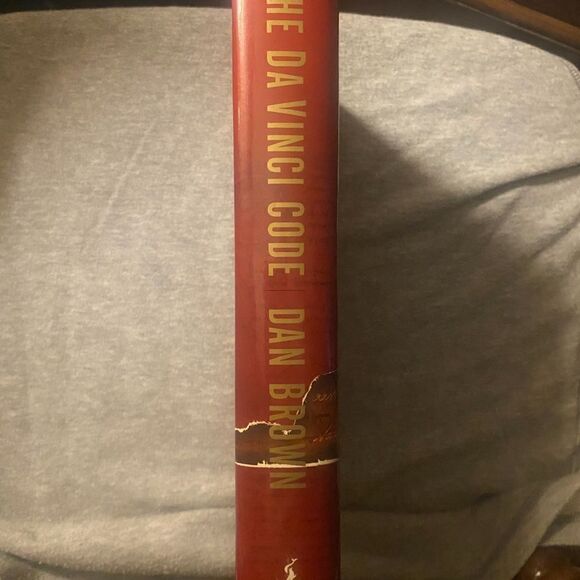 HE DA VINCI CODE | DAN BROWN